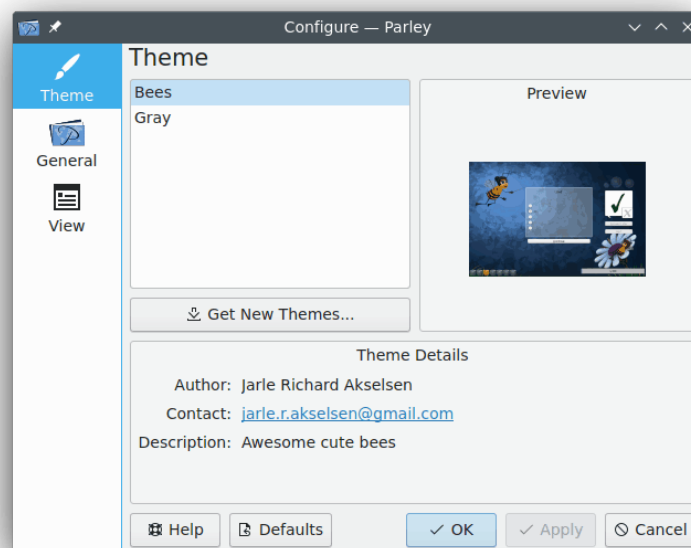 Configure — Parley
Theme
Theme
General
View
Bees
Gray
Get New Themes...
Preview
Theme Details
Author: Jarle Richard Akselsen
Contact: jarle.r.akselsen@gmail.com
Description: Awesome cute bees
Help
Defaults
OK
Apply
Cancel